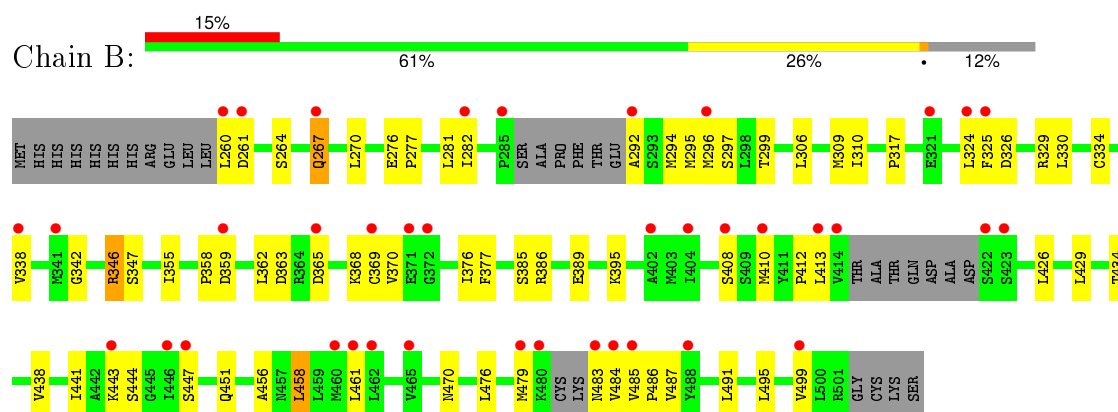 15%
Chain B:
61% 26% • 12%
MET HIS HIS HIS HIS HIS HIS ARG GLU LEU LEU L260 D261 S264 Q267 L270 E276 P277 L281 I282 P285 SER ALA PRO PHE THR GLU A292 S293 M294 M295 M296 S297 L298 T299 L306 M309 I310 P317 E321 L324 F325 D326 R329 L330 C334
V338 M341 G342 R346 S347 I355 P358 D359 L362 D363 R364 D365 K368 C369 V370 E371 G372 I376 F377 S385 R386 E389 K395 A402 M403 I404 S408 S409 M410 Y411 P412 L413 V414 THR ALA THR GLN ASP ALA ASP S422 S423 L426 L429 T434
V438 I441 A442 K443 S444 G445 I446 S447 Q451 A456 N457 L458 L459 M460 L461 L462 V465 N470 L476 M479 K480 CYS LYS N483 V484 V485 P486 V487 Y488 L491 L495 V499 L500 R501 GLY CYS LYS SER